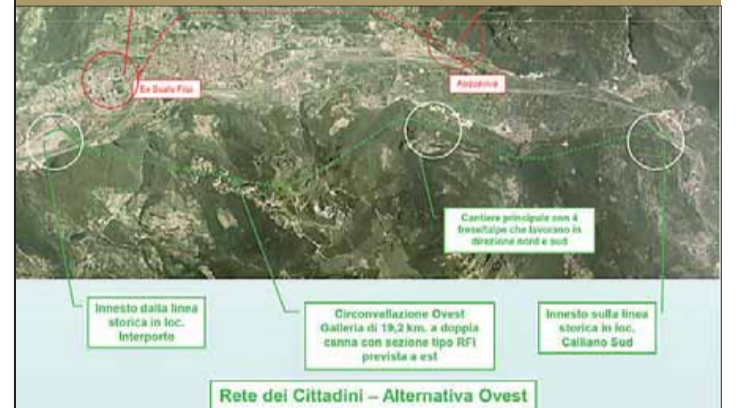 Ex Scalo Filzi
Acquaviva
Cantiere principale con 4
frese/talpe che lavorano in
direzione nord e sud
Innesto dalla linea
storica in loc.
Interporto
Circonvallazione Ovest
Galleria di 19,2 km. a doppia
canna con sezione tipo RFI
prevista a est
Innesto sulla linea
storica in loc.
Calliano Sud
Rete dei Cittadini – Alternativa Ovest